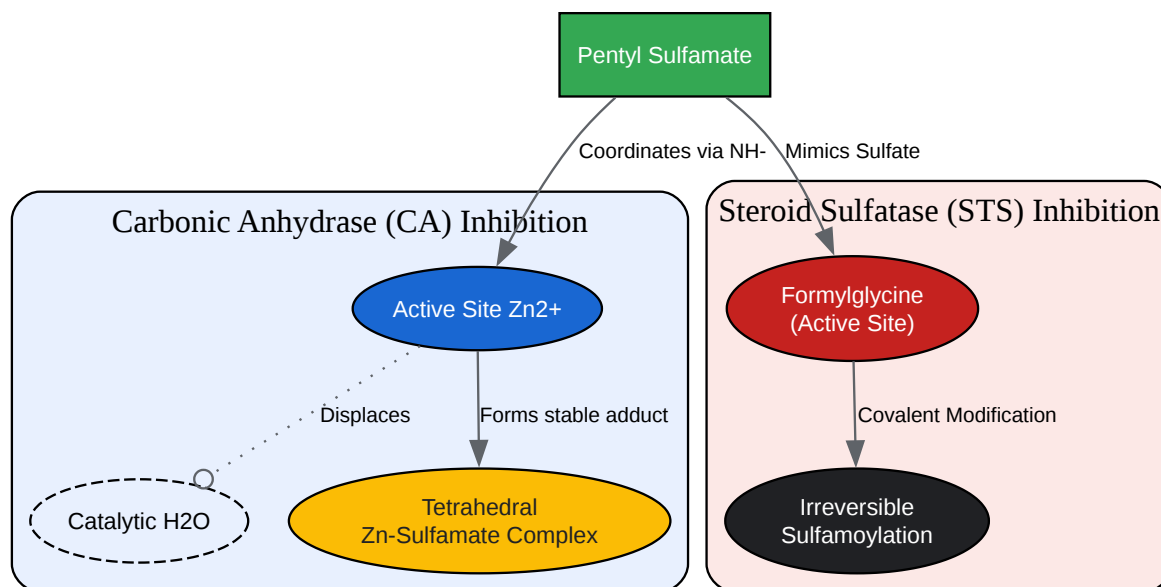 Pentyl Sulfamate
Coordinates via NH-
Mimics Sulfate
Carbonic Anhydrase (CA) Inhibition
Steroid Sulfatase (STS) Inhibition
Active Site Zn2+
Formylglycine
(Active Site)
Displaces
Forms stable adduct
Covalent Modification
Catalytic H2O
Tetrahedral
Zn-Sulfamate Complex
Irreversible
Sulfamoylation